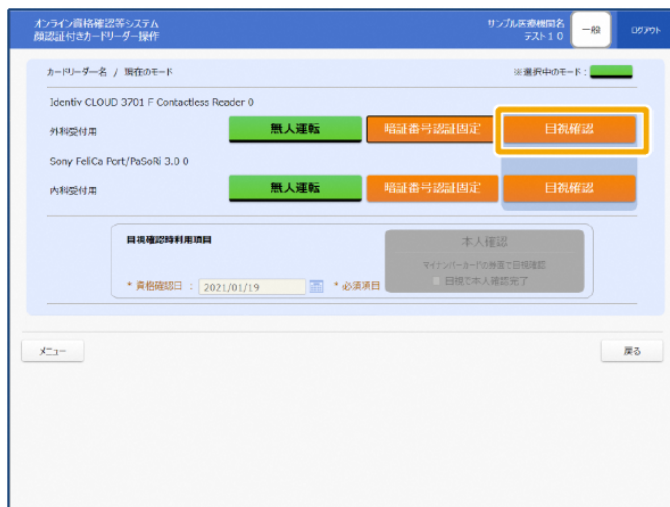 オンライン資格確認等システム
顔認証付きカードリーダー操作
サンプル医療機関名
テスト10
一般
ログアウト
カードリーダー名 / 現在のモード
※選択中のモード：
Identiv CLOUD 3701 F Contactless Reader 0
外科受付用
無人運転
暗証番号認証固定
目視確認
Sony FeliCa Port/PaSoRi 3.0 0
内科受付用
無人運転
暗証番号認証固定
目視確認
目視確認時利用項目
本人確認
マイナンバーカードの券面で目視確認
目視で本人確認完了
* 資格確認日 : 2021/01/19 * 必須項目
メニュー
戻る